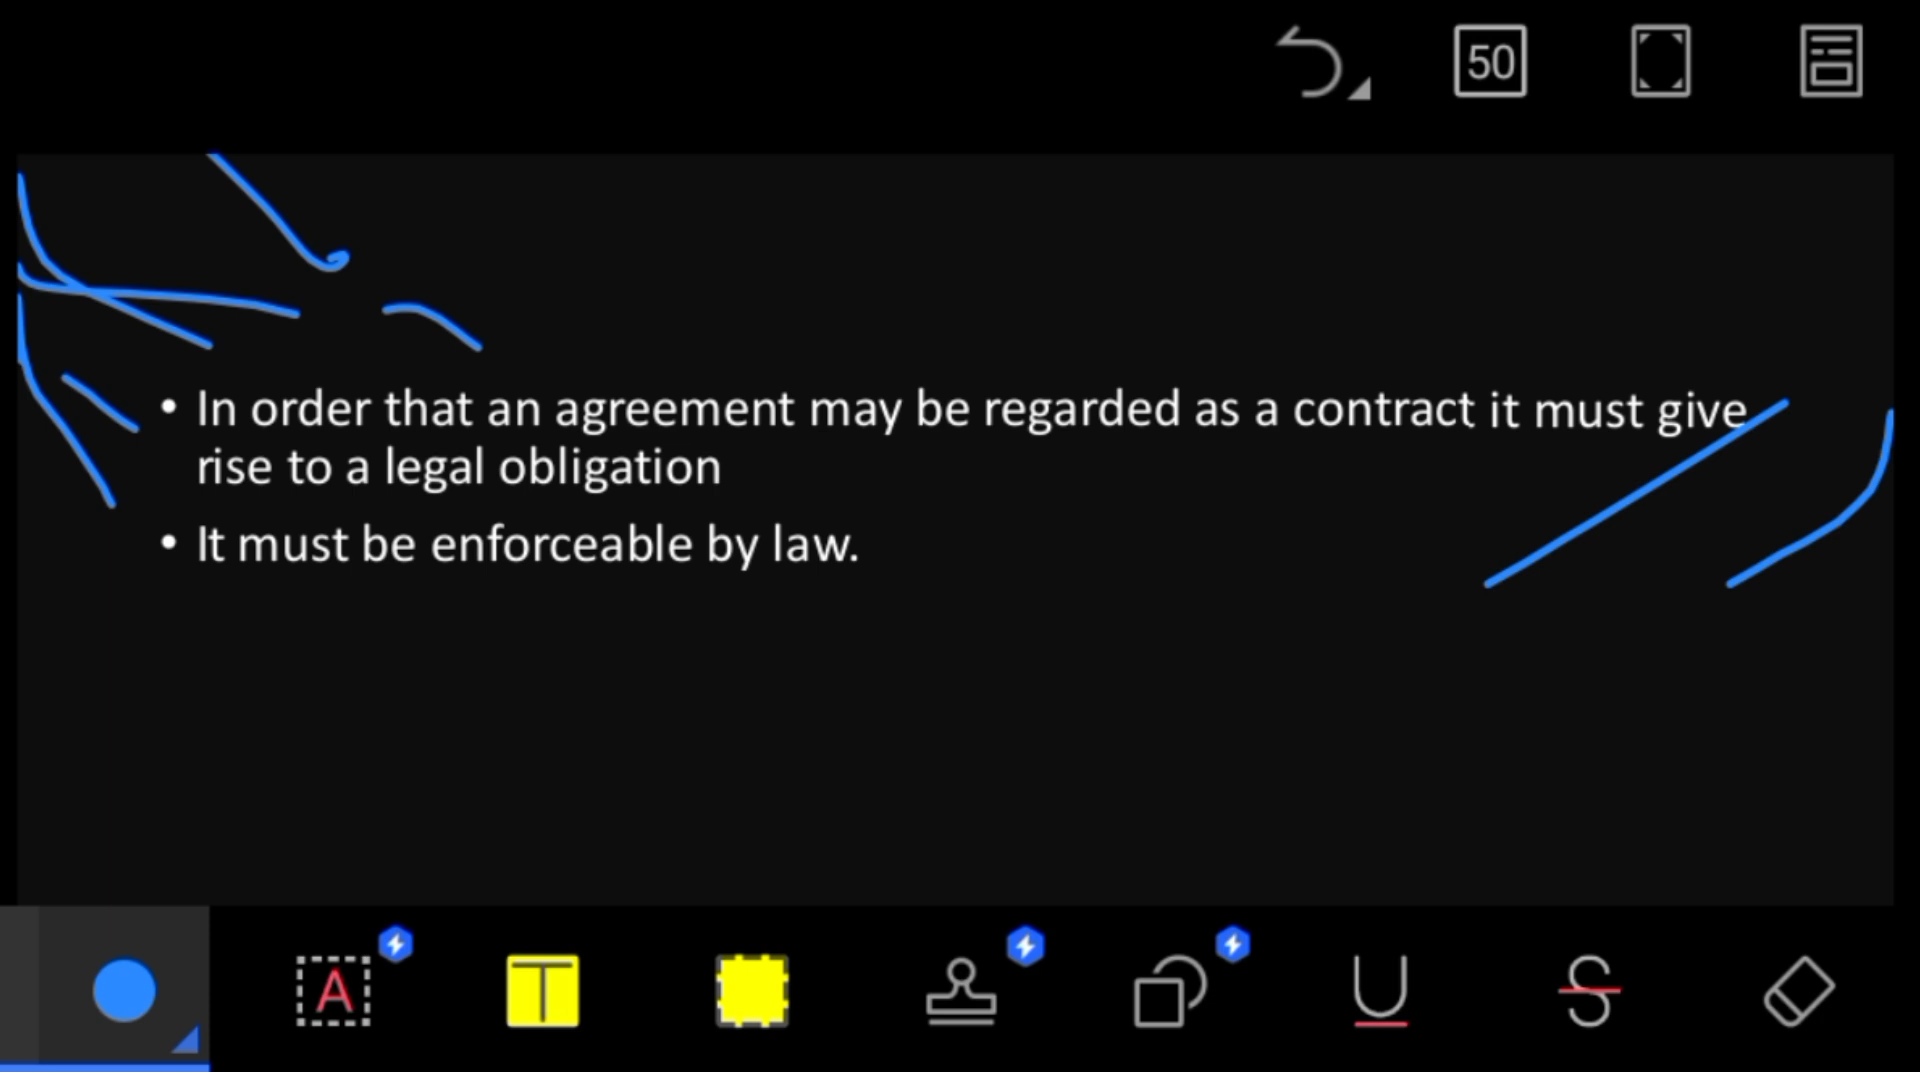 50
• In order that an agreement may be regarded as a contract it must give
rise to a legal obligation
• It must be enforceable by law.
A T U S